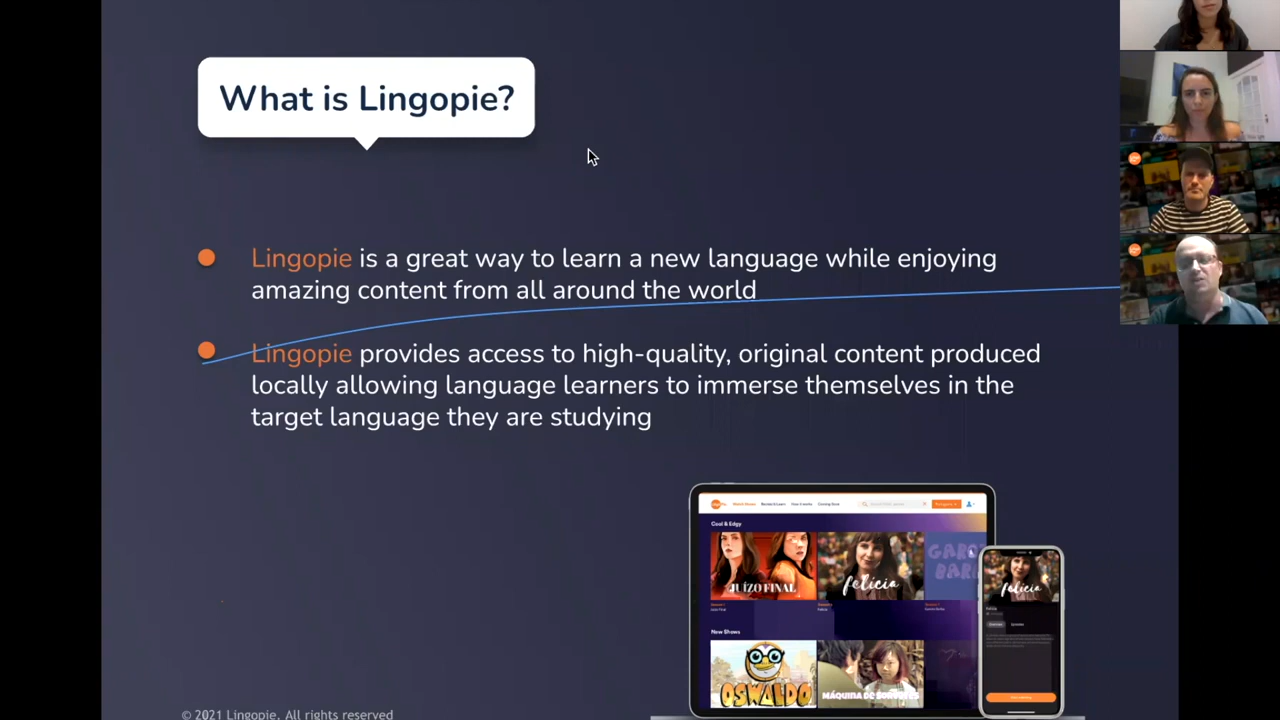 What is Lingopie?
Lingopie is a great way to learn a new language while enjoying
amazing content from all around the world
Lingopie provides access to high-quality, original content produced
locally allowing language learners to immerse themselves in the
target language they are studying
Cool & Edgy
JUÍZO FINAL
felicia
New Shows
OSWALDO
MÁQUINA DE
felicia
Felicia
© 2021 Lingopie. All rights reserved